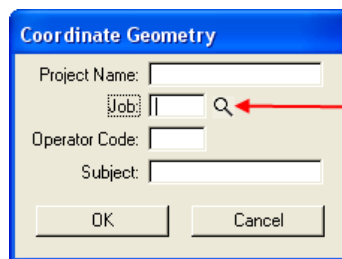 Coordinate Geometry
Project Name:
Job:
Operator Code:
Subject:
OK Cancel